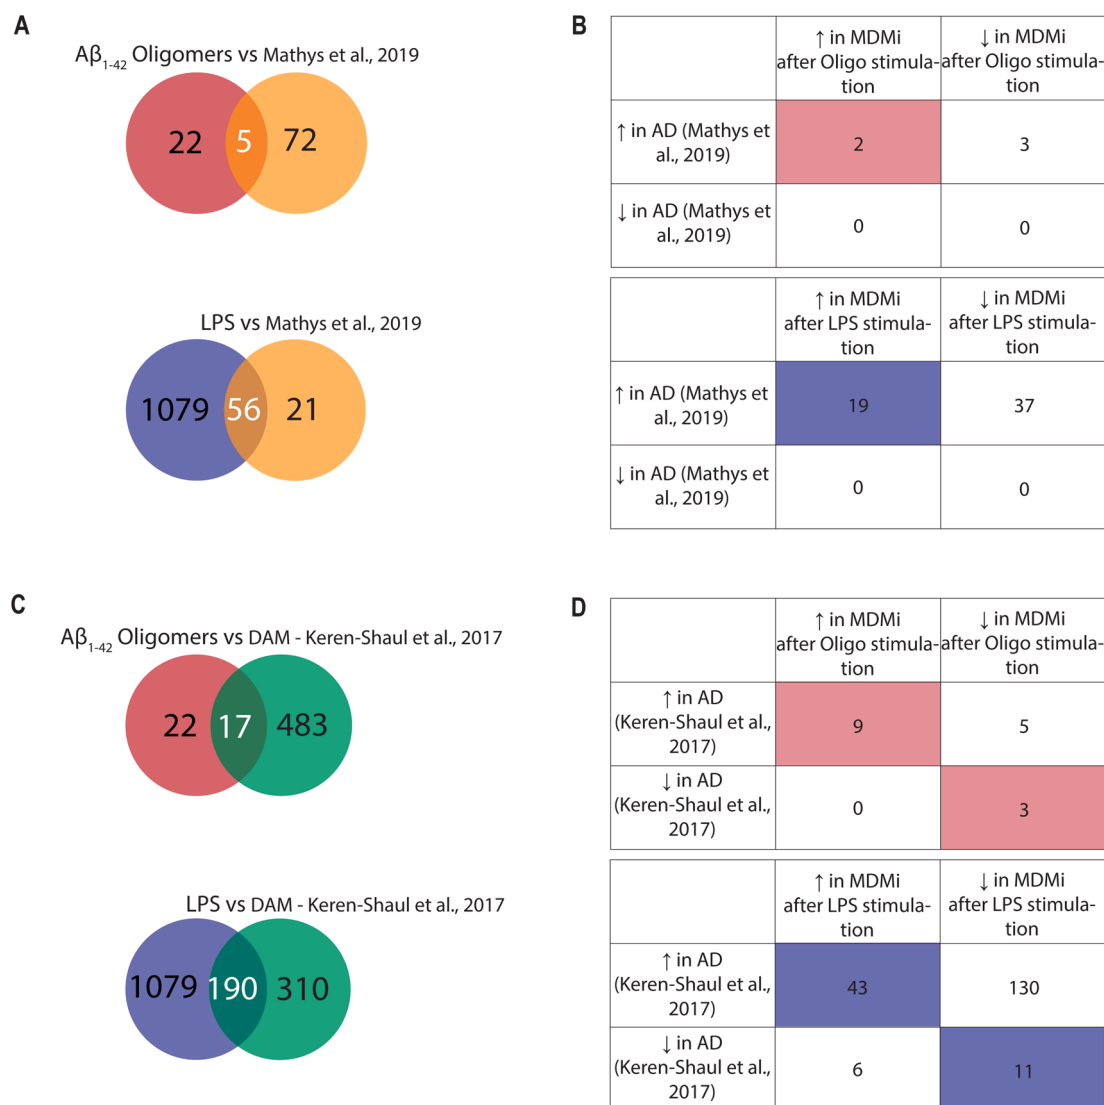 A
Aβ1-42 Oligomers vs Mathys et al., 2019
22 5 72
LPS vs Mathys et al., 2019
1079 56 21
B
↑ in MDMi
after Oligo stimula-
tion
↓ in MDMi
after Oligo stimula-
tion
↑ in AD (Mathys et
al., 2019)
2
3
↓ in AD (Mathys et
al., 2019)
0
0
↑ in MDMi
after LPS stimula-
tion
↓ in MDMi
after LPS stimula-
tion
↑ in AD (Mathys et
al., 2019)
19
37
↓ in AD (Mathys et
al., 2019)
0
0
C
Aβ1-42 Oligomers vs DAM - Keren-Shaul et al., 2017
22 17 483
LPS vs DAM - Keren-Shaul et al., 2017
1079 190 310
D
↑ in MDMi
after Oligo stimula-
tion
↓ in MDMi
after Oligo stimula-
tion
↑ in AD
(Keren-Shaul et al.,
2017)
9
5
↓ in AD
(Keren-Shaul et al.,
2017)
0
3
↑ in MDMi
after LPS stimula-
tion
↓ in MDMi
after LPS stimula-
tion
↑ in AD
(Keren-Shaul et al.,
2017)
43
130
↓ in AD
(Keren-Shaul et al.,
2017)
6
11